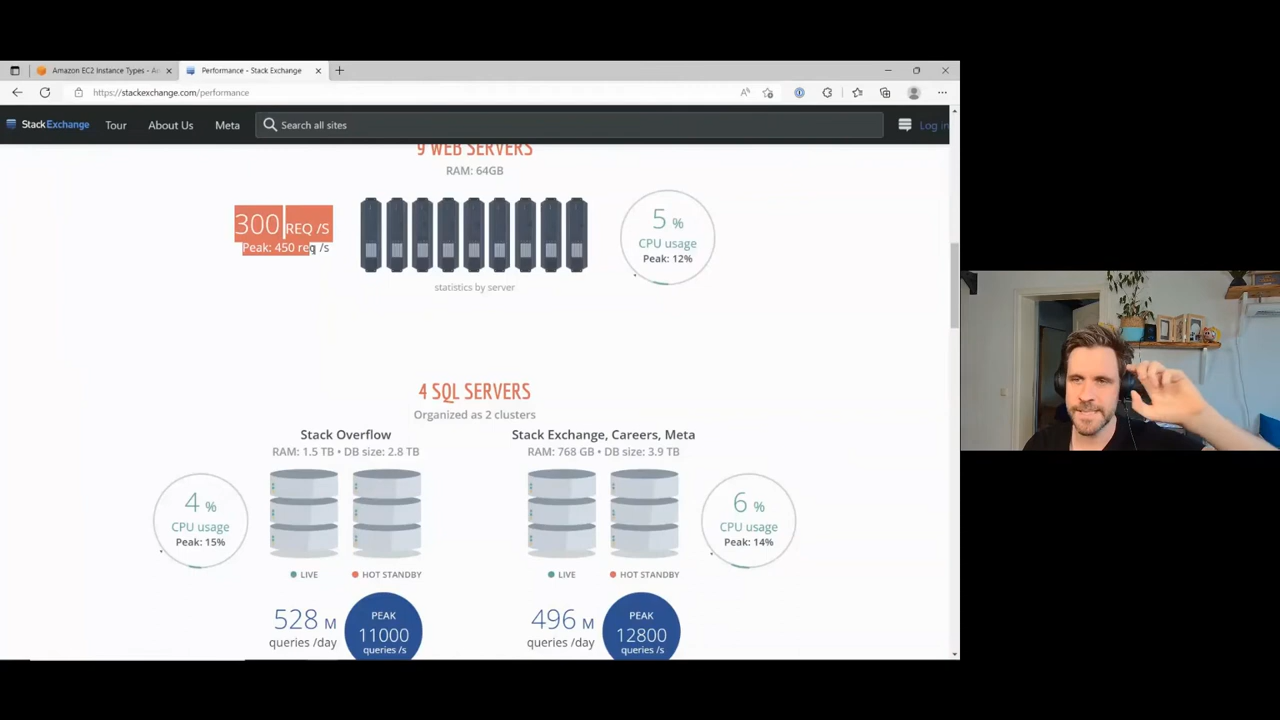 Amazon EC2 Instance Types - A
Performance - Stack Exchange
https://stackexchange.com/performance
StackExchange
Tour
About Us
Meta
Search all sites
Log in
9 WEB SERVERS
RAM: 64GB
300 REQ /S
Peak: 450 req /s
5 %
CPU usage
Peak: 12%
statistics by server
4 SQL SERVERS
Organized as 2 clusters
Stack Overflow
RAM: 1.5 TB • DB size: 2.8 TB
4 %
CPU usage
Peak: 15%
LIVE
HOT STANDBY
528 M
queries /day
PEAK
11000
queries /s
Stack Exchange, Careers, Meta
RAM: 768 GB • DB size: 3.9 TB
6 %
CPU usage
Peak: 14%
LIVE
HOT STANDBY
496 M
queries /day
PEAK
12800
queries /s